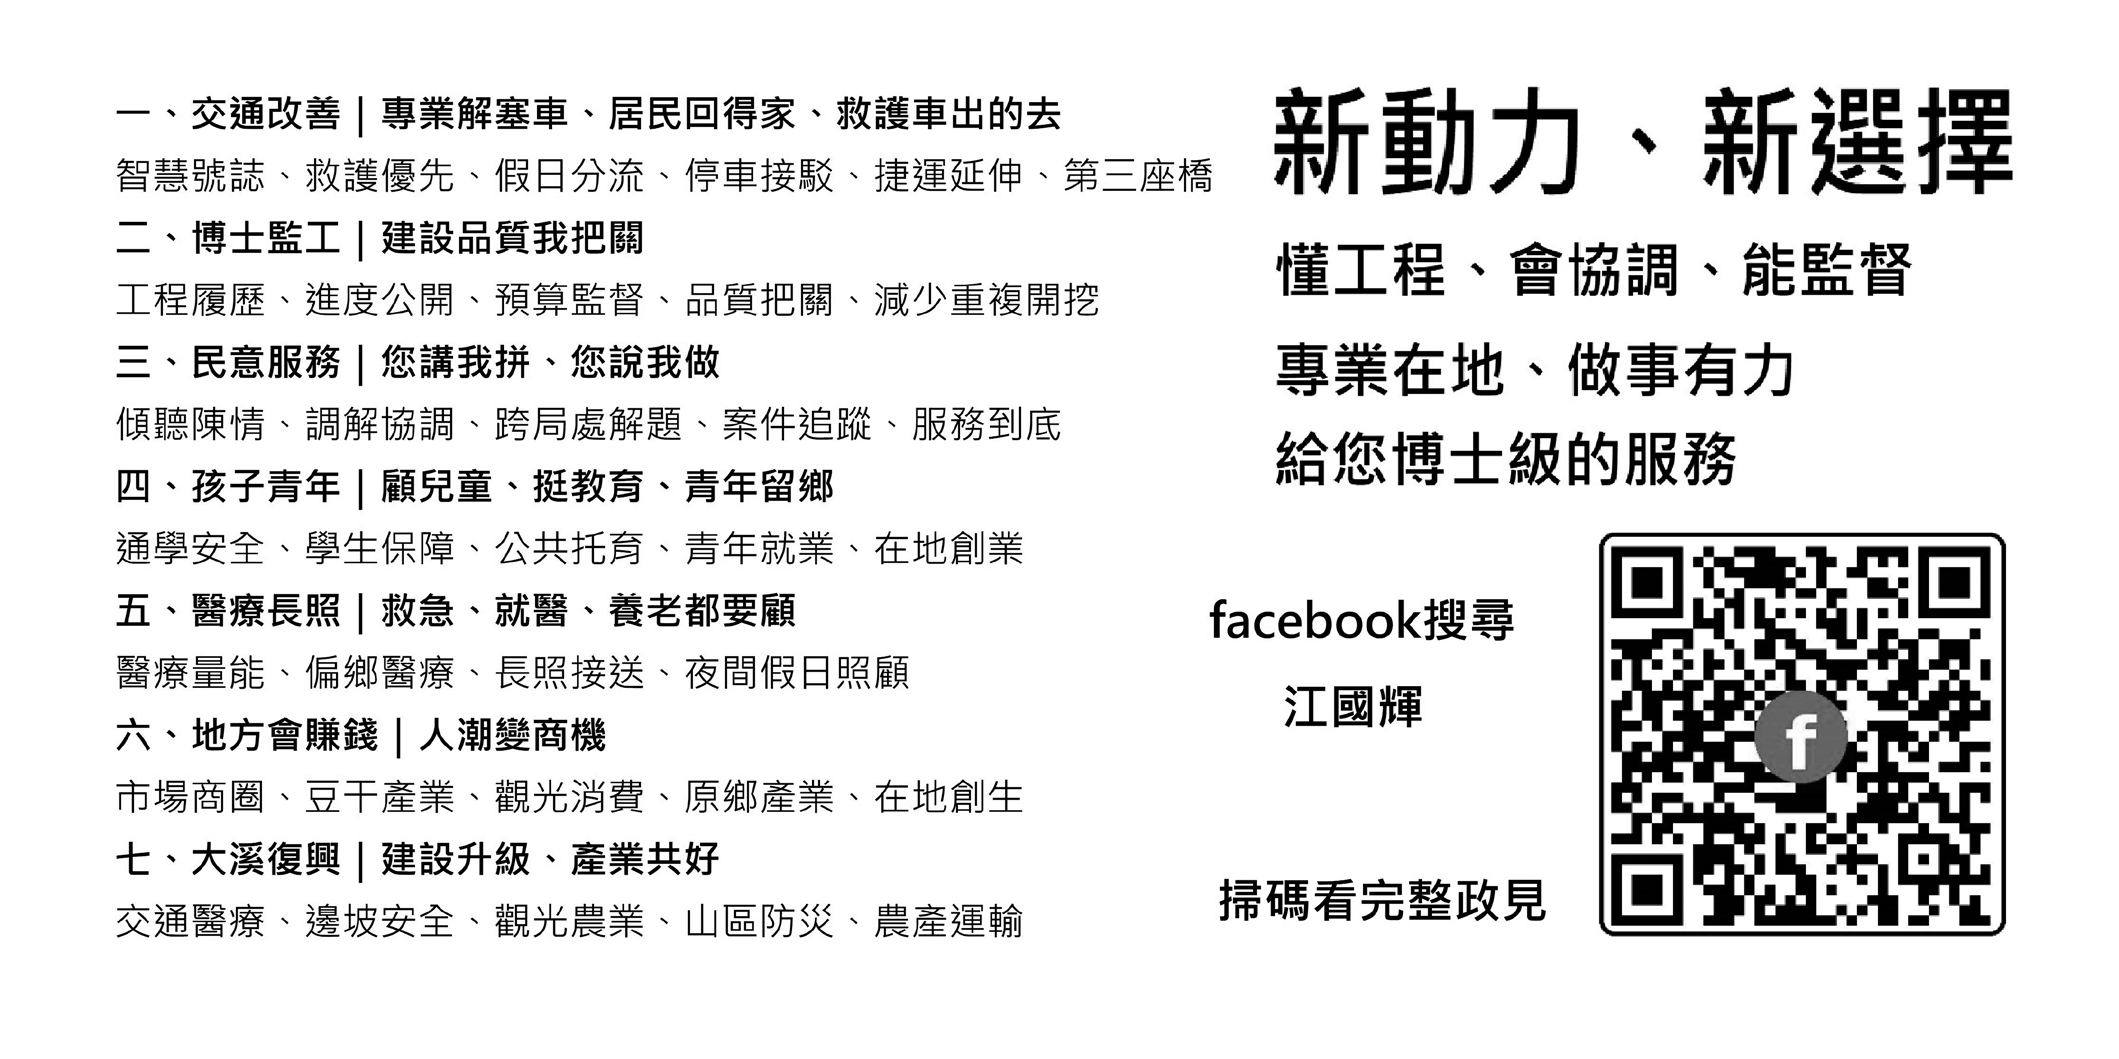 一、交通改善｜專業解塞車、居民回得家、救護車出的去
智慧號誌、救護優先、假日分流、停車接駁、捷運延伸、第三座橋
二、博士監工｜建設品質我把關
工程履歷、進度公開、預算監督、品質把關、減少重複開挖
三、民意服務｜您講我拼、您說我做
傾聽陳情、調解協調、跨局處解題、案件追蹤、服務到底
四、孩子青年｜顧兒童、挺教育、青年留鄉
通學安全、學生保障、公共托育、青年就業、在地創業
五、醫療長照｜救急、就醫、養老都要顧
醫療量能、偏鄉醫療、長照接送、夜間假日照顧
六、地方會賺錢｜人潮變商機
市場商圈、豆干產業、觀光消費、原鄉產業、在地創生
七、大溪復興｜建設升級、產業共好
交通醫療、邊坡安全、觀光農業、山區防災、農產運輸
新動力、新選擇
懂工程、會協調、能監督
專業在地、做事有力
給您博士級的服務
facebook搜尋
江國輝
掃碼看完整政見
f